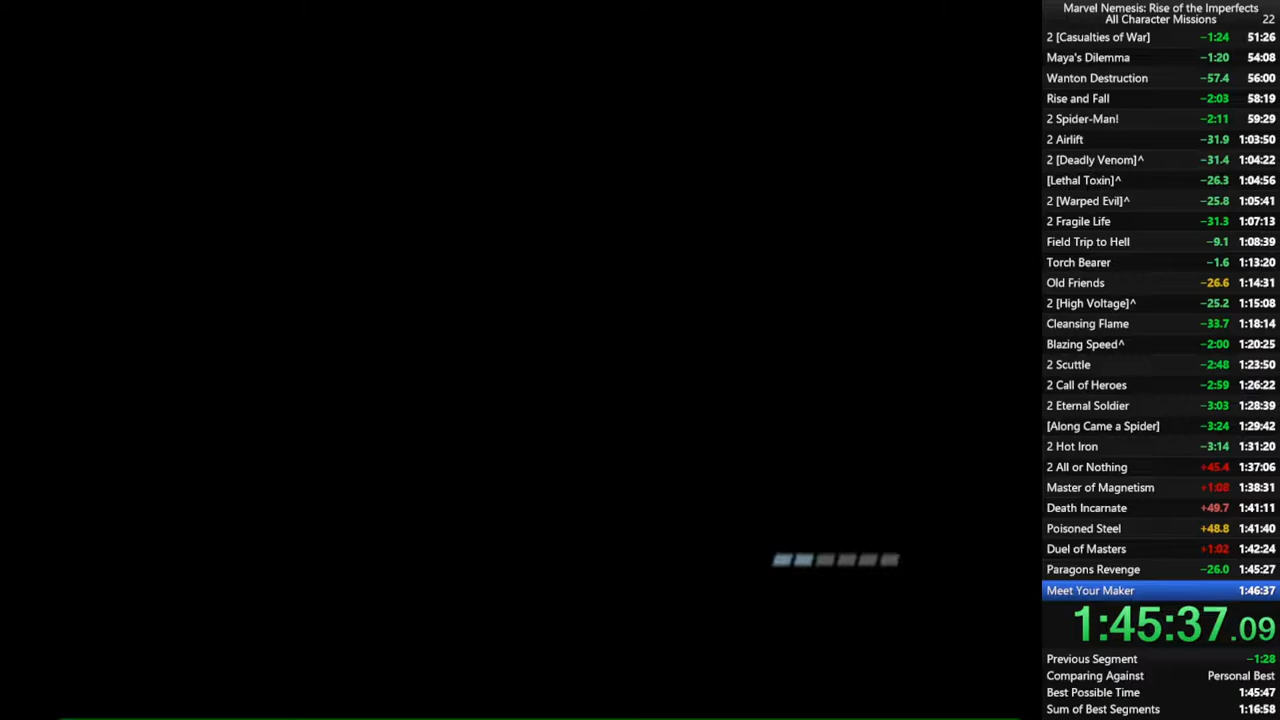 Marvel Nemesis: Rise of the Imperfects
All Character Missions 22
2 [Casualties of War] −1:24 51:26
Maya's Dilemma −1:20 54:08
Wanton Destruction −57.4 56:00
Rise and Fall −2:03 58:19
2 Spider-Man! −2:11 59:29
2 Airlift −31.9 1:03:50
2 [Deadly Venom]^ −31.4 1:04:22
[Lethal Toxin]^ −26.3 1:04:56
2 [Warped Evil]^ −25.8 1:05:41
2 Fragile Life −31.3 1:07:13
Field Trip to Hell −9.1 1:08:39
Torch Bearer −1.6 1:13:20
Old Friends −26.6 1:14:31
2 [High Voltage]^ −25.2 1:15:08
Cleansing Flame −33.7 1:18:14
Blazing Speed^ −2:00 1:20:25
2 Scuttle −2:48 1:23:50
2 Call of Heroes −2:59 1:26:22
2 Eternal Soldier −3:03 1:28:39
[Along Came a Spider] −3:24 1:29:42
2 Hot Iron −3:14 1:31:20
2 All or Nothing +45.4 1:37:06
Master of Magnetism +1:08 1:38:31
Death Incarnate +49.7 1:41:11
Poisoned Steel +48.8 1:41:40
Duel of Masters +1:02 1:42:24
Paragons Revenge −26.0 1:45:27
Meet Your Maker 1:46:37
1:45:37.09
Previous Segment −1:28
Comparing Against Personal Best
Best Possible Time 1:45:47
Sum of Best Segments 1:16:58